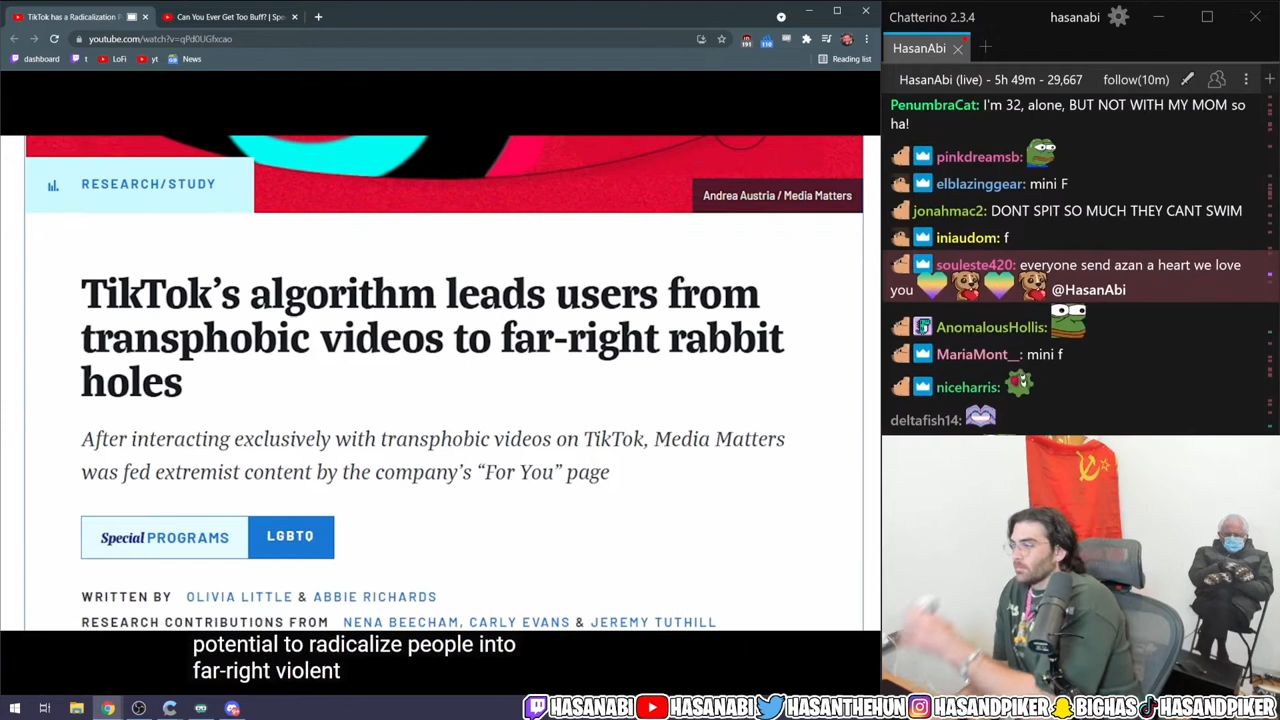 TikTok has a Radicalization P
Can You Ever Get Too Buff? | Spe
youtube.com/watch?v=qPd0UGfxcao
191
110
dashboard
t
LoFi
yt
News
Reading list
RESEARCH/STUDY
Andrea Austria / Media Matters
TikTok’s algorithm leads users from
transphobic videos to far-right rabbit
holes
After interacting exclusively with transphobic videos on TikTok, Media Matters
was fed extremist content by the company’s “For You” page
Special PROGRAMS
LGBTQ
WRITTEN BY OLIVIA LITTLE & ABBIE RICHARDS
RESEARCH CONTRIBUTIONS FROM NENA BEECHAM, CARLY EVANS & JEREMY TUTHILL
potential to radicalize people into
far-right violent
Chatterino 2.3.4
hasanabi
HasanAbi
HasanAbi (live) - 5h 49m - 29,667
follow(10m)
PenumbraCat: I'm 32, alone, BUT NOT WITH MY MOM so
ha!
pinkdreamsb:
elblazinggear: mini F
jonahmac2: DONT SPIT SO MUCH THEY CANT SWIM
iniaudom: f
souleste420: everyone send azan a heart we love
you @HasanAbi
AnomalousHollis:
MariaMont__: mini f
niceharris:
deltafish14:
HASANABI
HASANABI
HASANTHEHUN
HASANDPIKER
BIGHAS
HASANDPIKER